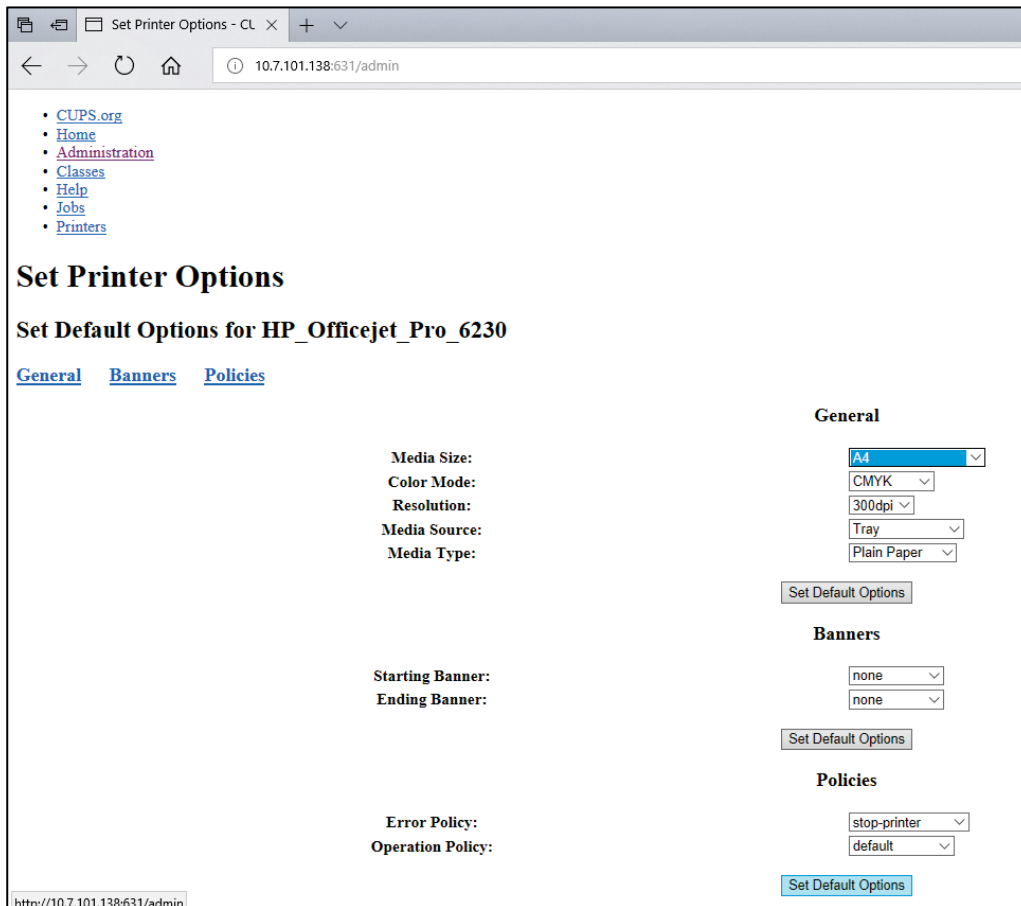 Set Printer Options - CU
10.7.101.138:631/admin
CUPS.org
Home
Administration
Classes
Help
Jobs
Printers
Set Printer Options
Set Default Options for HP_Officejet_Pro_6230
General Banners Policies
General
Media Size: A4
Color Mode: CMYK
Resolution: 300dpi
Media Source: Tray
Media Type: Plain Paper
Set Default Options
Banners
Starting Banner: none
Ending Banner: none
Set Default Options
Policies
Error Policy: stop-printer
Operation Policy: default
Set Default Options
http://10.7.101.138:631/admin